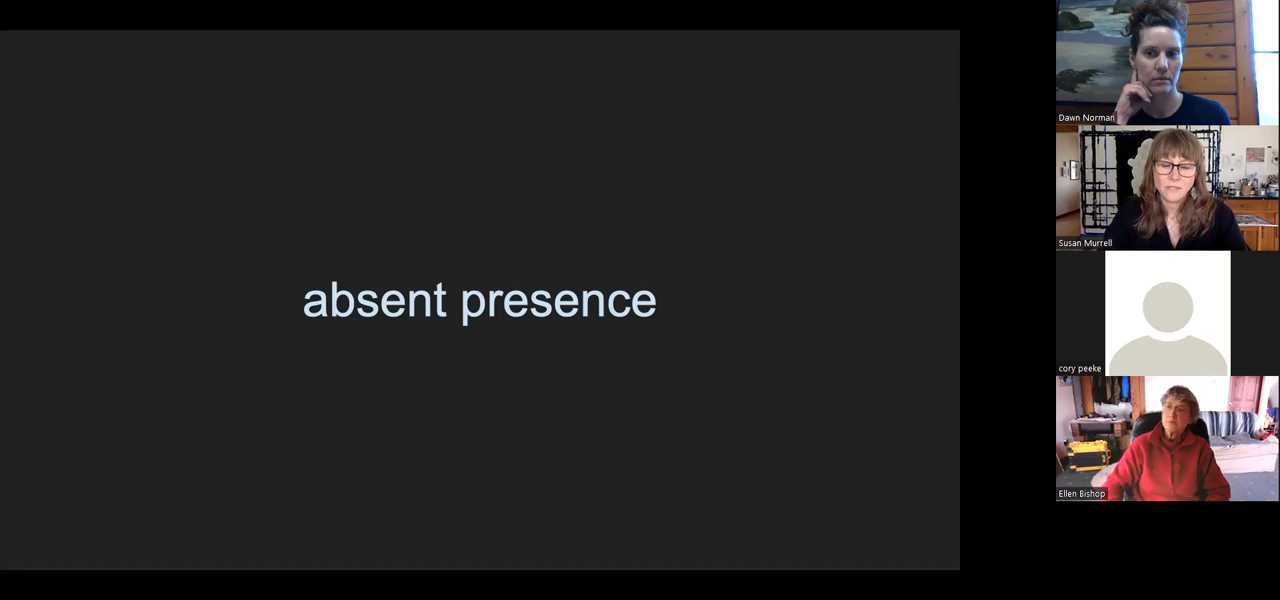 absent presence
Dawn Norman
Susan Murrell
cory peeke
Ellen Bishop